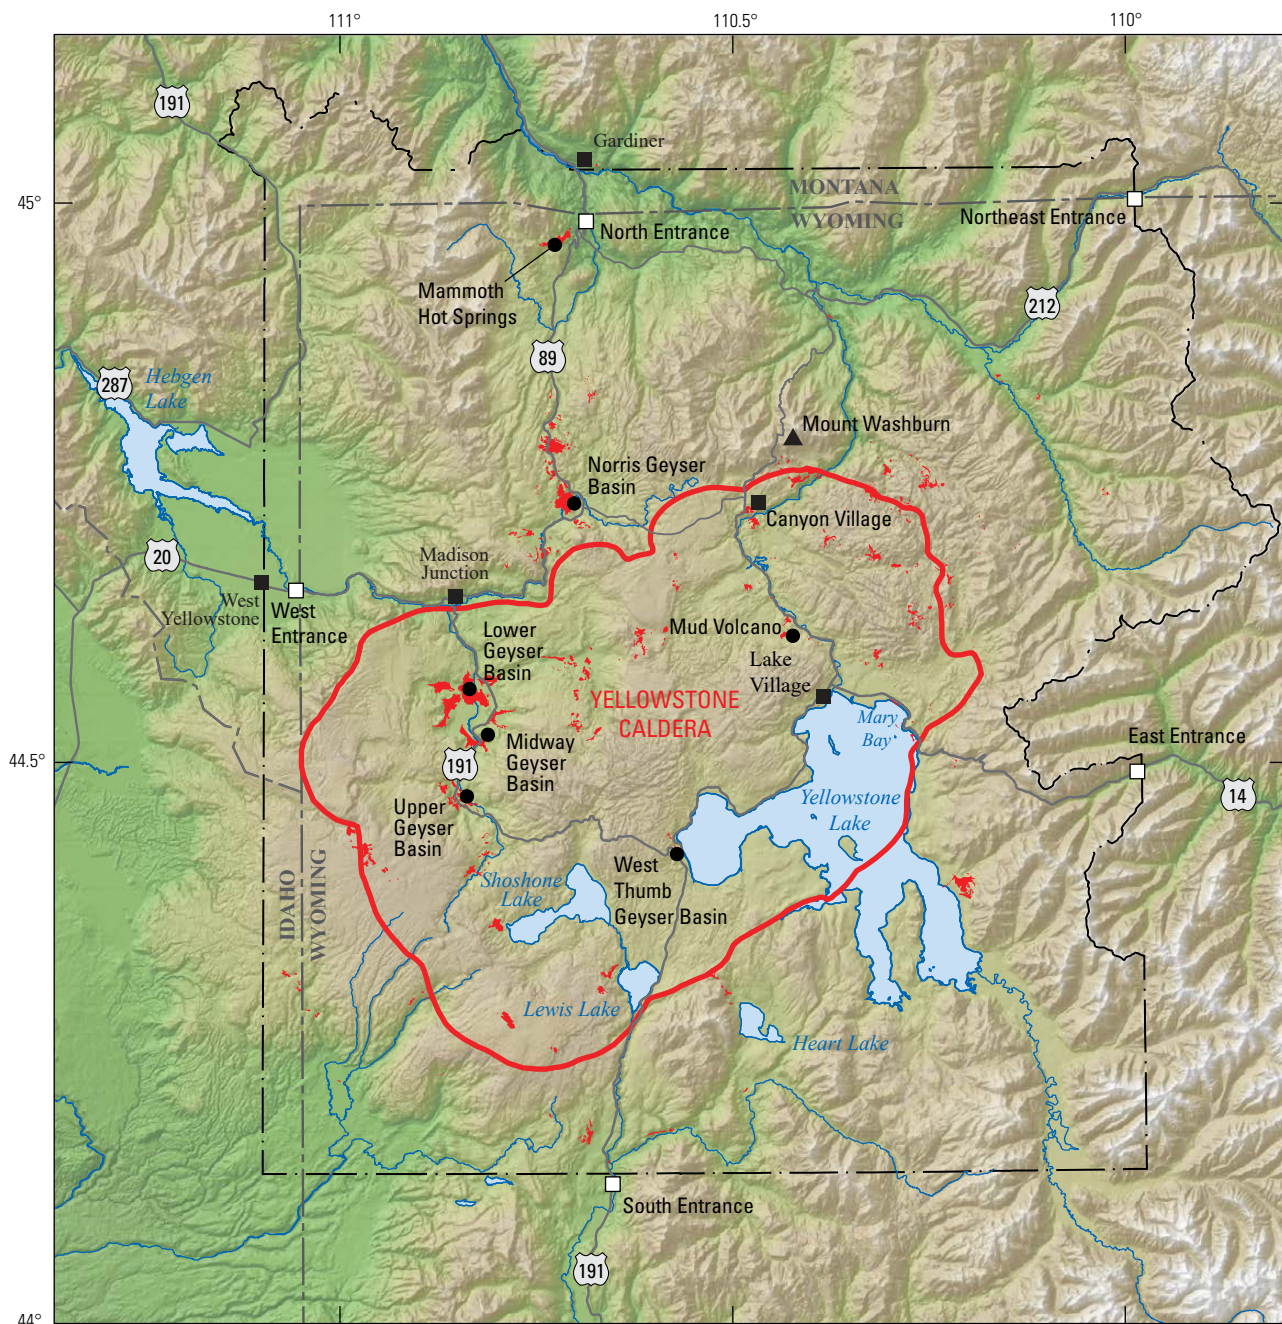 111°
110.5°
110°
191
Gardiner
45°
MONTANA
WYOMING
Northeast Entrance
North Entrance
Mammoth
Hot Springs
212
89
287
Hebgen
Lake
Mount Washburn
Norris Geyser
Basin
Canyon Village
20
Madison
Junction
West
Yellowstone
West
Entrance
Lower
Geyser
Basin
Mud Volcano
Lake
Village
YELLOWSTONE
CALDERA
Mary
Bay
East Entrance
44.5°
Midway
Geyser
Basin
191
14
Yellowstone
Lake
Upper
Geyser
Basin
West
Thumb
Geyser Basin
Shoshone
Lake
IDAHO
WYOMING
Lewis Lake
Heart Lake
South Entrance
191
44°